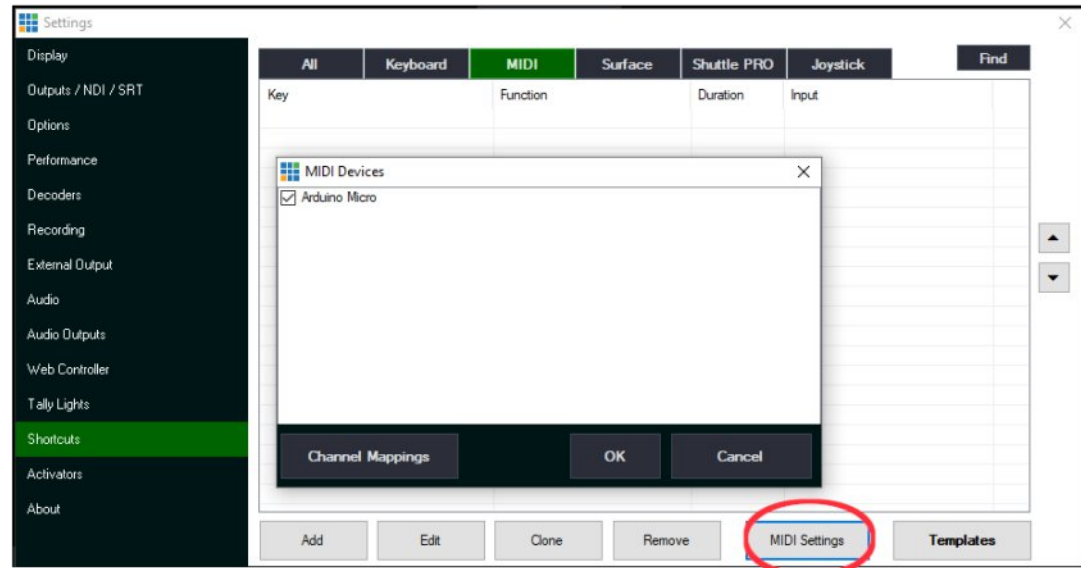 Settings
Display
Outputs / NDI / SRT
Options
Performance
Decoders
Recording
External Output
Audio
Audio Outputs
Web Controller
Tally Lights
Shortcuts
Activators
About
All Keyboard MIDI Surface Shuttle PRO Joystick Find
Key Function Duration Input
MIDI Devices
Arduino Micro
Channel Mappings OK Cancel
Add Edit Clone Remove MIDI Settings Templates